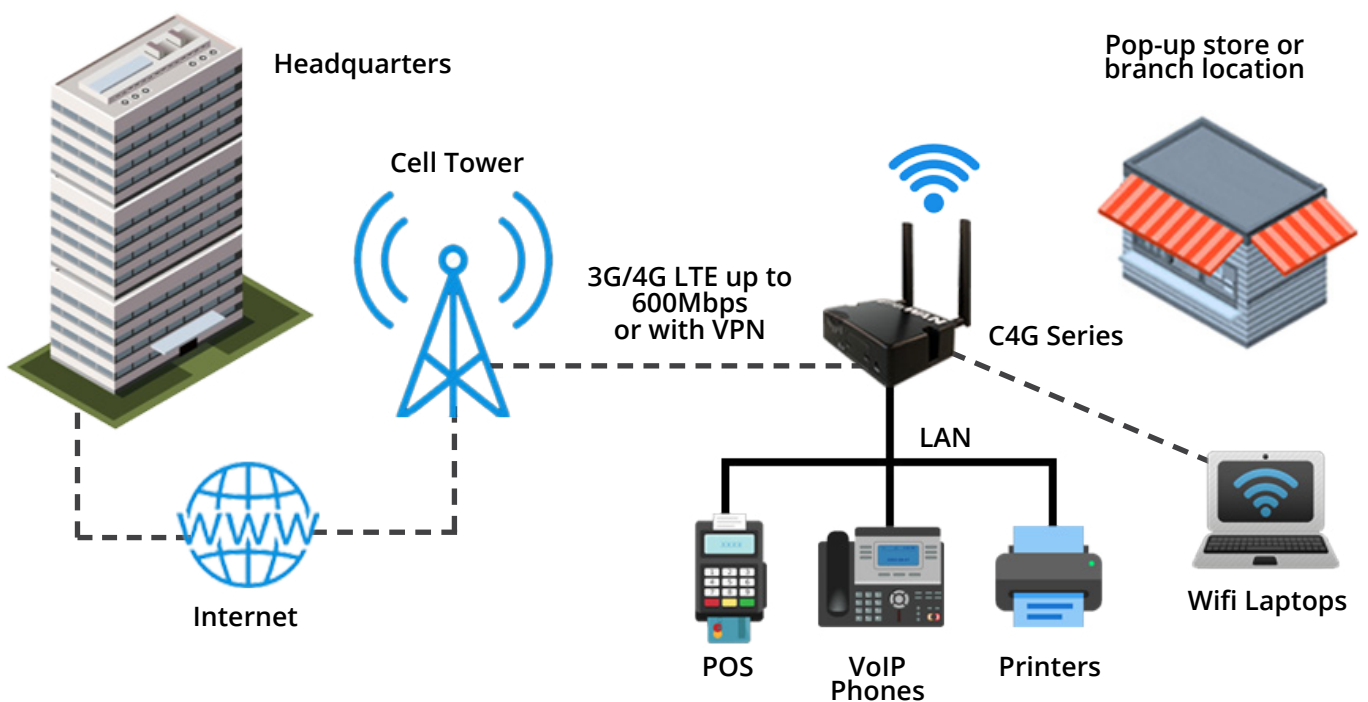 Headquarters
Pop-up store or
branch location
Cell Tower
3G/4G LTE up to
600Mbps
or with VPN
C4G Series
LAN
WWW
Internet
POS
VoIP
Phones
Printers
Wifi Laptops